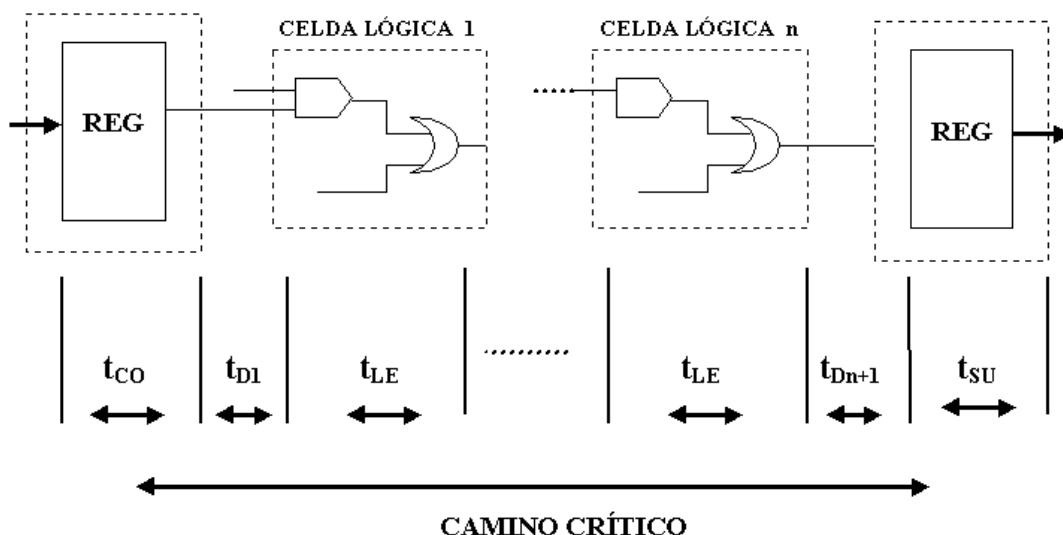 CELDA LÓGICA 1 CELDA LÓGICA n
REG REG
tCO tD1 tLE tLE tDn+1 tSU
CAMINO CRÍTICO